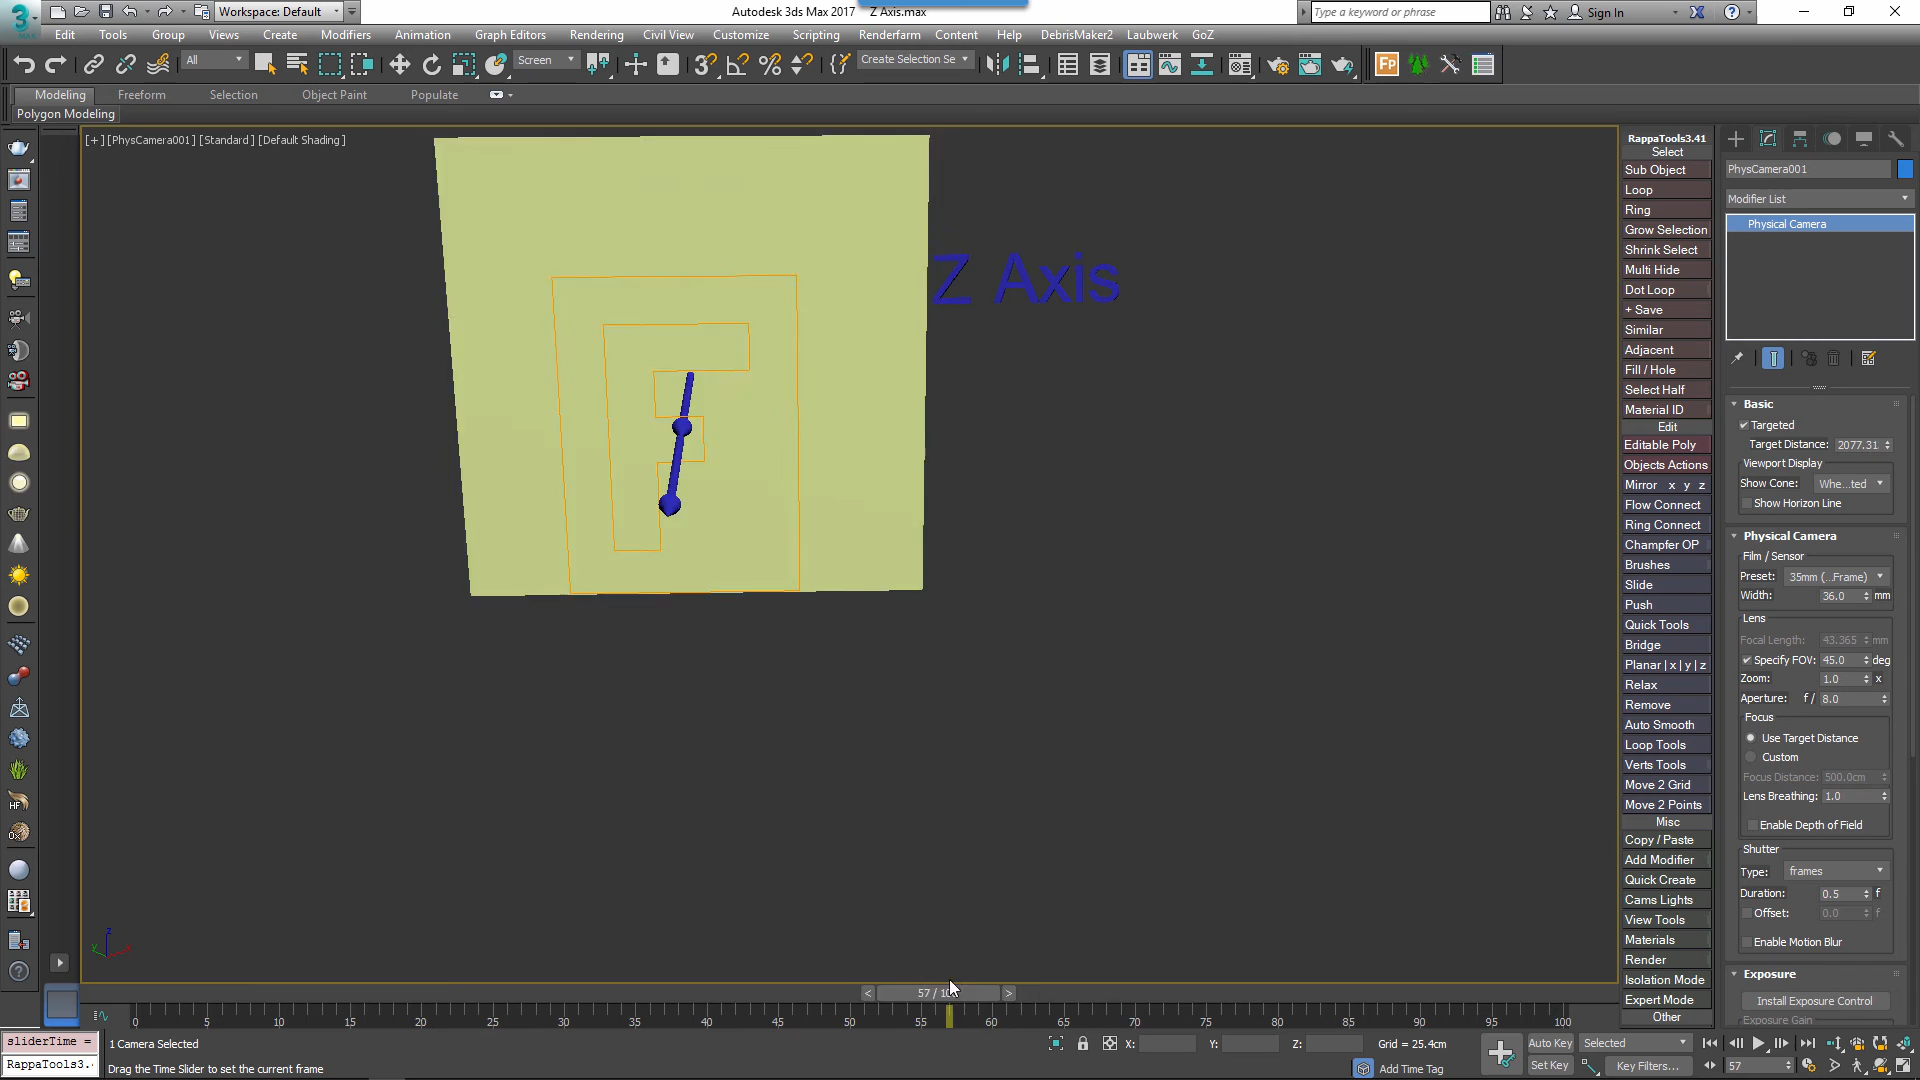 Workspace: Default
Autodesk 3ds Max 2017    Z Axis.max
Type a keyword or phrase
Sign In
Edit Tools Group Views Create Modifiers Animation Graph Editors Rendering Civil View Customize Scripting Renderfarm Content Help DebrisMaker2 Laubwerk GoZ
All
Screen
Create Selection Se
Fp
Modeling Freeform Selection Object Paint Populate
Polygon Modeling
[+] [PhysCamera001] [Standard] [Default Shading]
Z Axis
RappaTools3.41
Select
Sub Object
Loop
Ring
Grow Selection
Shrink Select
Multi Hide
Dot Loop
+ Save
Similar
Adjacent
Fill / Hole
Select Half
Material ID
Edit
Editable Poly
Objects Actions
Mirror x y z
Flow Connect
Ring Connect
Champfer OP
Brushes
Slide
Push
Quick Tools
Bridge
Planar | x | y | z
Relax
Remove
Auto Smooth
Loop Tools
Verts Tools
Move 2 Grid
Move 2 Points
Misc
Copy / Paste
Add Modifier
Quick Create
Cams Lights
View Tools
Materials
Render
Isolation Mode
Expert Mode
Other
PhysCamera001
Modifier List
Physical Camera
Basic
Targeted
Target Distance: 2077.31
Viewport Display
Show Cone: Whe...ted
Show Horizon Line
Physical Camera
Film / Sensor
Preset: 35mm (...Frame)
Width: 36.0 mm
Lens
Focal Length: 43.365 mm
Specify FOV: 45.0 deg
Zoom: 1.0 x
Aperture: f / 8.0
Focus
Use Target Distance
Custom
Focus Distance: 500.0cm
Lens Breathing: 1.0
Enable Depth of Field
Shutter
Type: frames
Duration: 0.5 f
Offset: 0.0 f
Enable Motion Blur
Exposure
Install Exposure Control
Exposure Gain
z
y
x
< 57 / >
0 5 10 15 20 25 30 35 40 45 50 55 60 65 70 75 80 85 90 95 100
sliderTime =
RappaTools3.
1 Camera Selected
Drag the Time Slider to set the current frame
X: Y: Z: Grid = 25.4cm
Add Time Tag
Auto Key Selected
Set Key Key Filters...
57